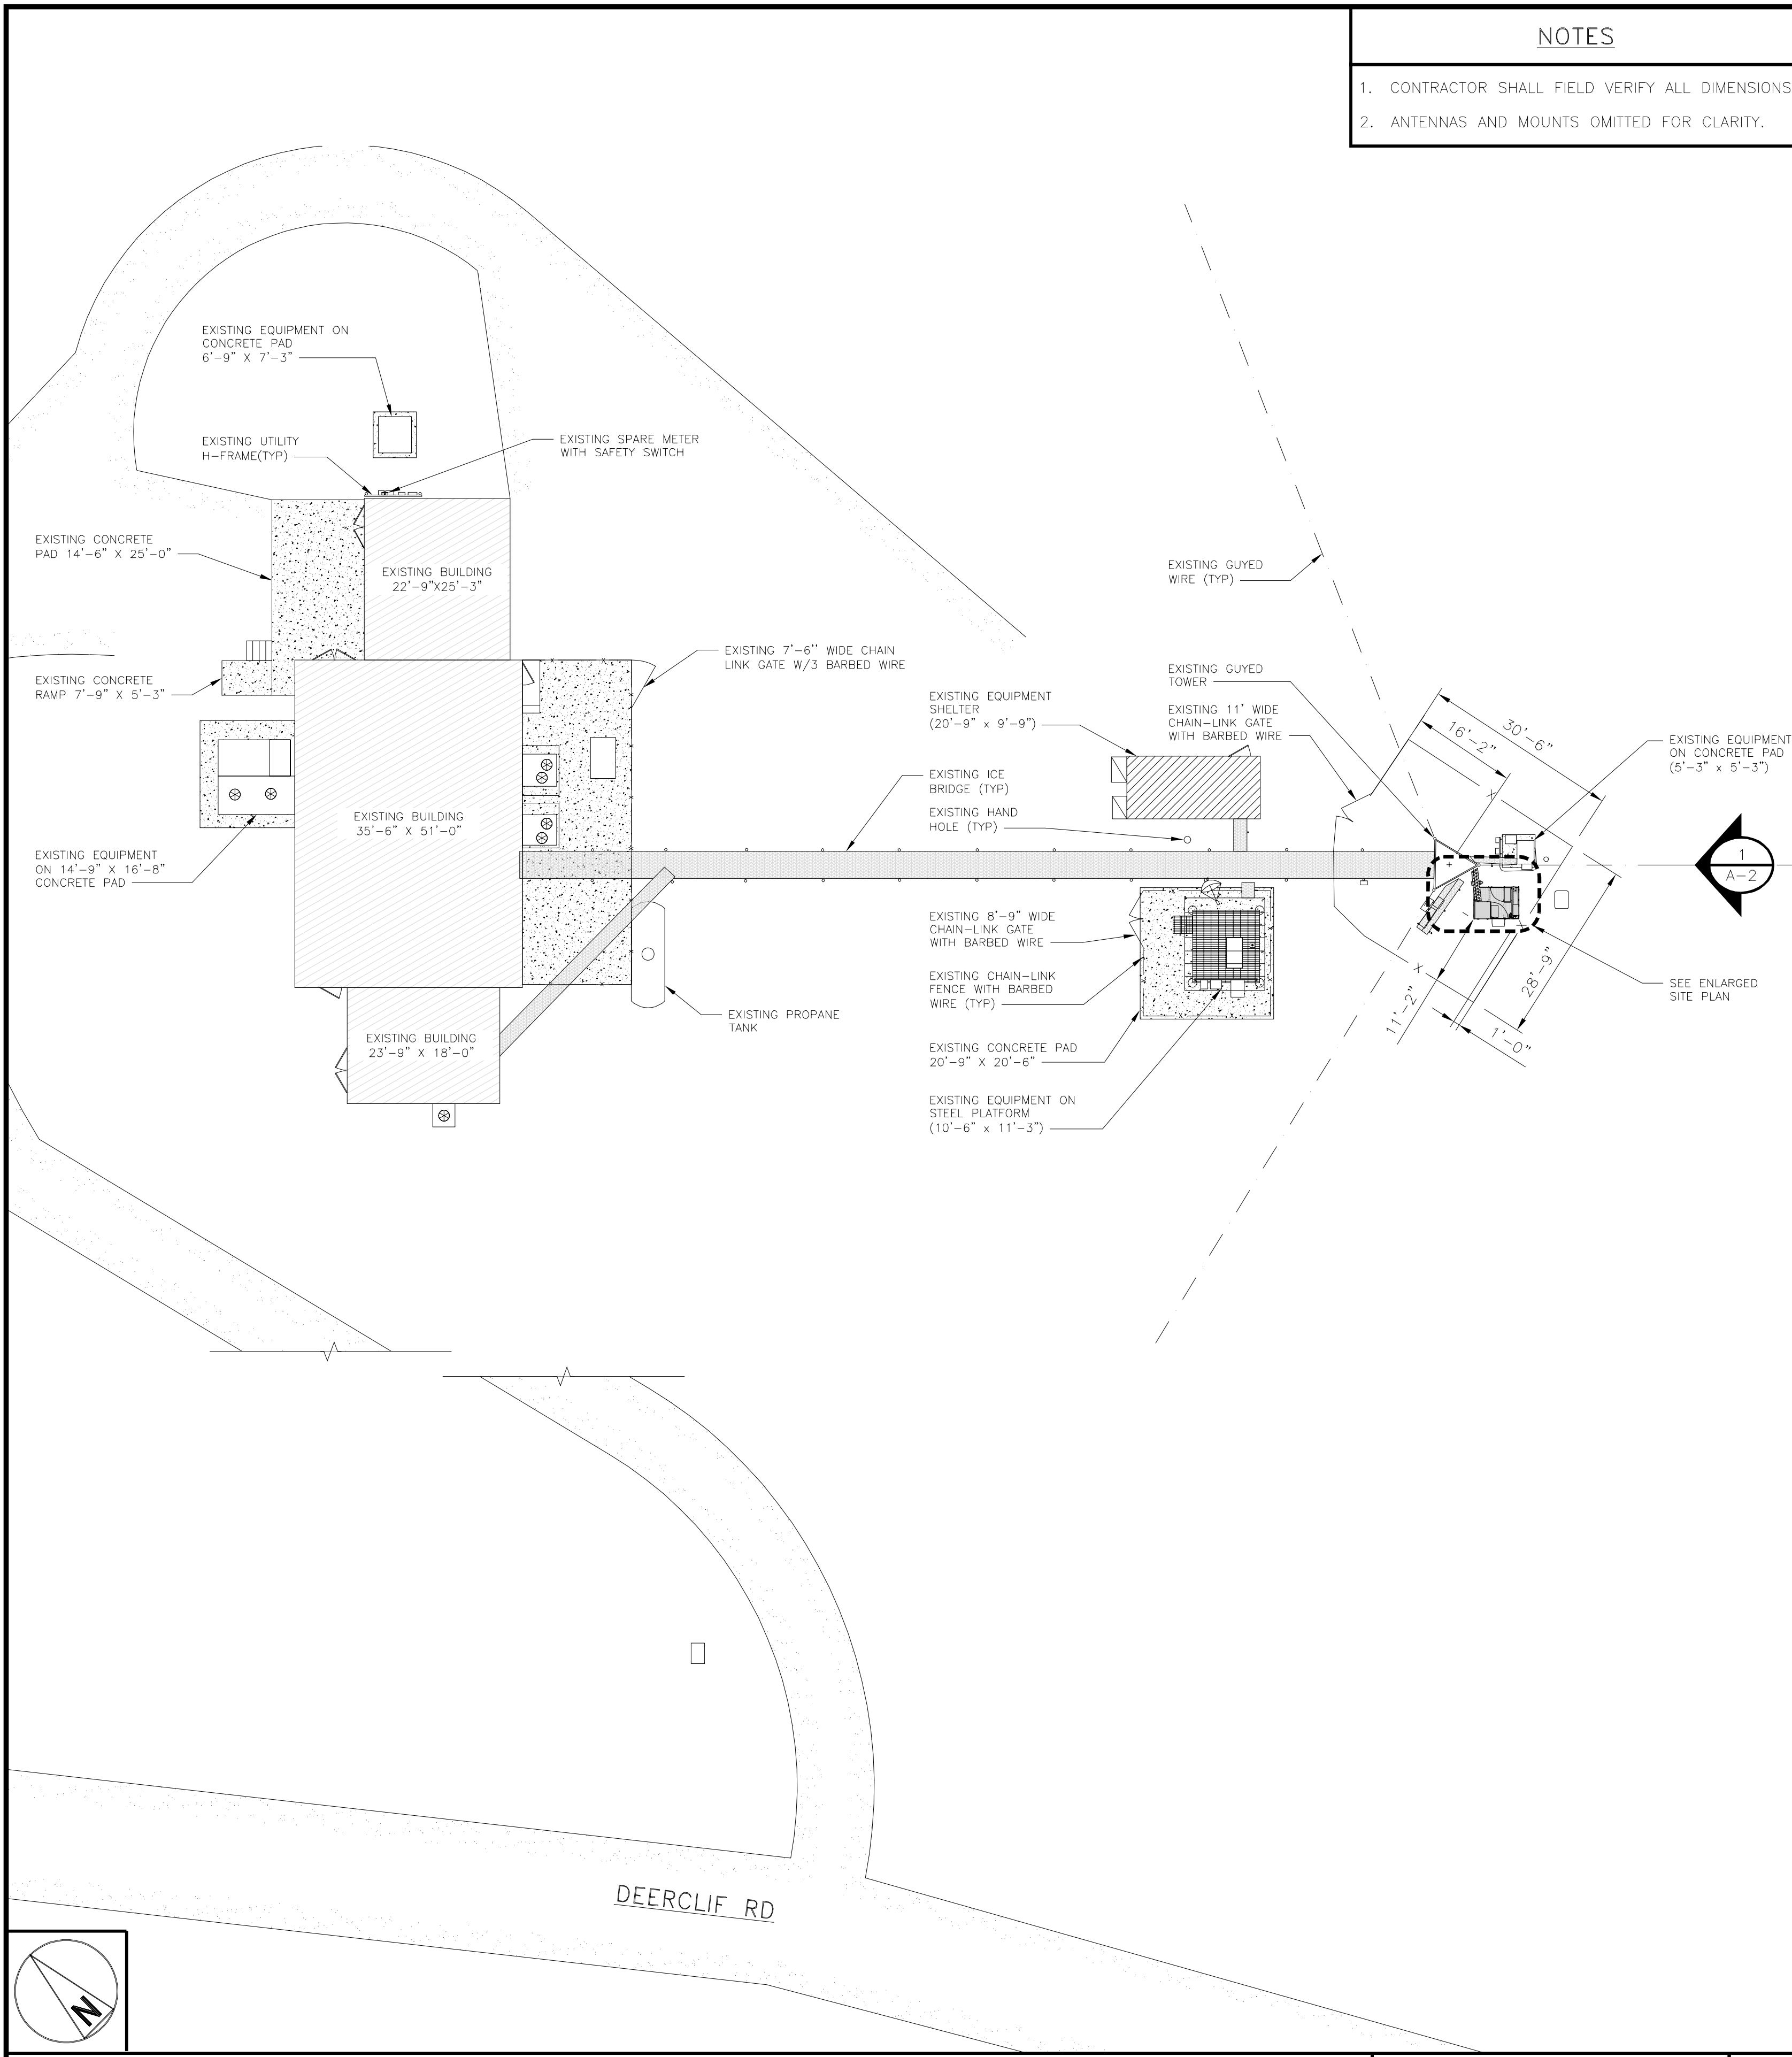 NOTES
1. CONTRACTOR SHALL FIELD VERIFY ALL DIMENSIONS
2. ANTENNAS AND MOUNTS OMITTED FOR CLARITY.
EXISTING EQUIPMENT ON
CONCRETE PAD
6'-9" X 7'-3"
EXISTING UTILITY
H-FRAME(TYP)
EXISTING SPARE METER
WITH SAFETY SWITCH
EXISTING CONCRETE
PAD 14'-6" X 25'-0"
EXISTING BUILDING
22'-9"X25'-3"
EXISTING GUYED
WIRE (TYP)
EXISTING 7'-6'' WIDE CHAIN
LINK GATE W/3 BARBED WIRE
EXISTING CONCRETE
RAMP 7'-9" X 5'-3"
EXISTING GUYED
TOWER
EXISTING EQUIPMENT
SHELTER
(20'-9" x 9'-9")
EXISTING 11' WIDE
CHAIN-LINK GATE
WITH BARBED WIRE
30'-6"
16'-2"
EXISTING EQUIPMENT
ON CONCRETE PAD
(5'-3" x 5'-3")
EXISTING ICE
BRIDGE (TYP)
EXISTING HAND
HOLE (TYP)
EXISTING BUILDING
35'-6" X 51'-0"
EXISTING EQUIPMENT
ON 14'-9" X 16'-8"
CONCRETE PAD
X
1
A-2
EXISTING 8'-9" WIDE
CHAIN-LINK GATE
WITH BARBED WIRE
EXISTING CHAIN-LINK
FENCE WITH BARBED
WIRE (TYP)
X
11'-2"
28'-9"
1'-0"
SEE ENLARGED
SITE PLAN
EXISTING PROPANE
TANK
EXISTING BUILDING
23'-9" X 18'-0"
EXISTING CONCRETE PAD
20'-9" X 20'-6"
EXISTING EQUIPMENT ON
STEEL PLATFORM
(10'-6" x 11'-3")
DEERCLIF RD
N